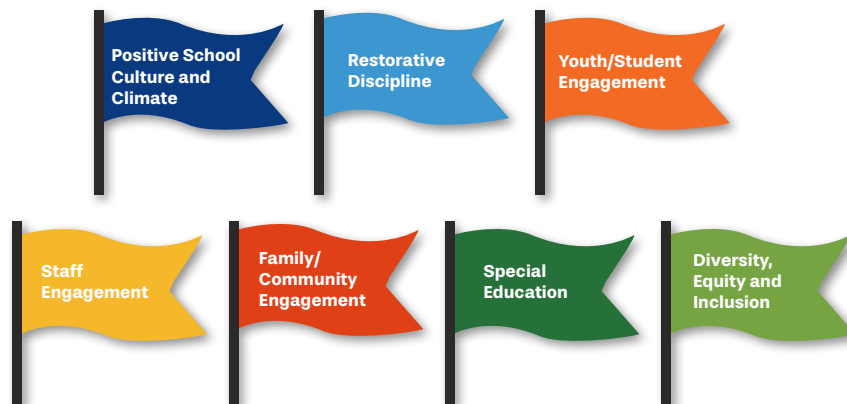 Positive School
Culture and
Climate
Restorative
Discipline
Youth/Student
Engagement
Staff
Engagement
Family/
Community
Engagement
Special
Education
Diversity,
Equity and
Inclusion